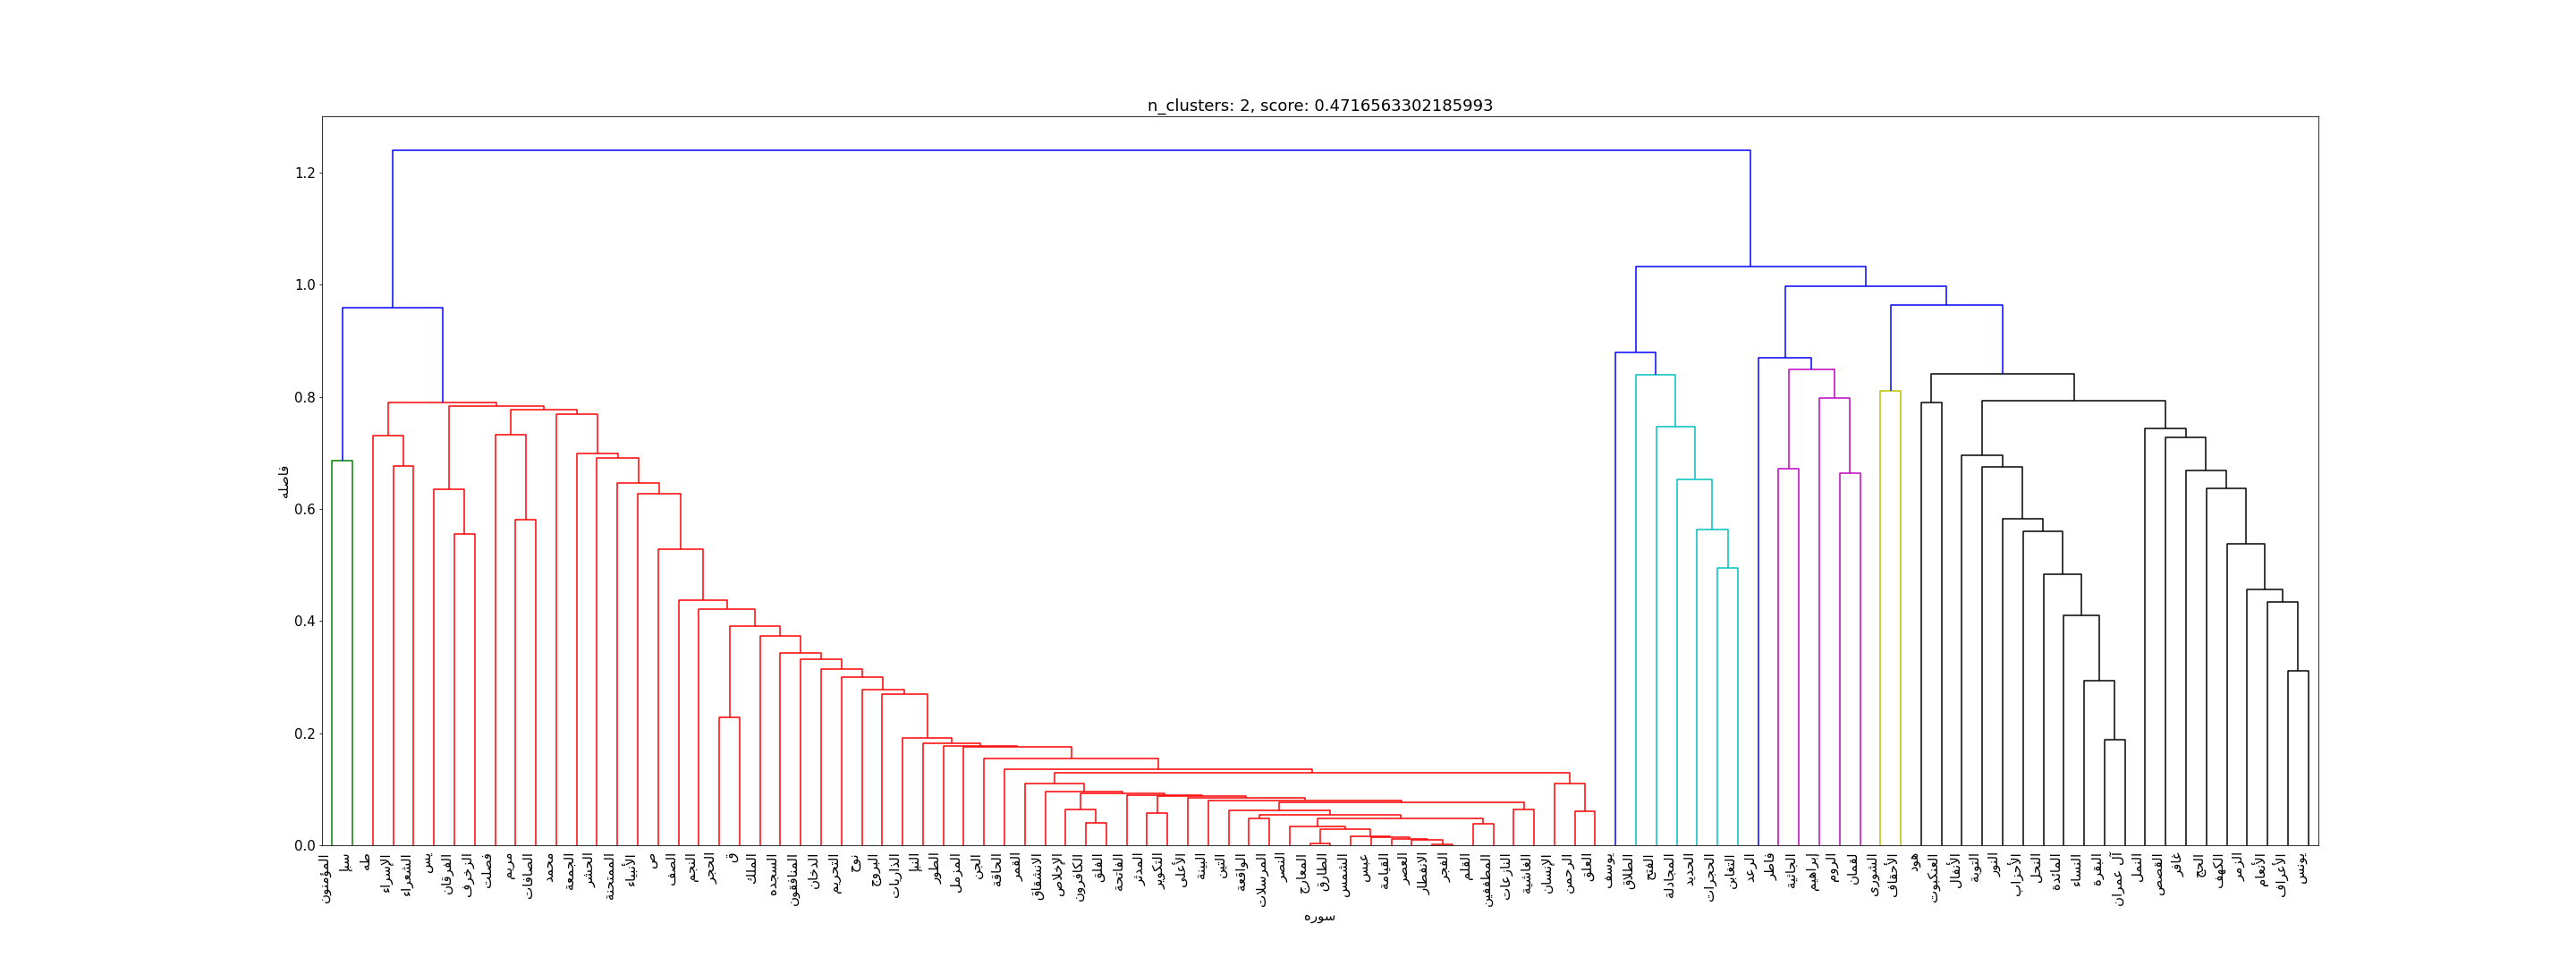 n_clusters: 2, score: 0.4716563302185993
1.2
1.0
0.8
0.6
0.4
0.2
0.0
فاصله
المؤمنون
سبإ
طه
الإسراء
الشعراء
يس
الفرقان
الزخرف
فصلت
مريم
الصافات
محمد
الجمعة
الحشر
الممتحنة
الأنبياء
ص
الصف
النجم
الحجر
ق
الملك
السجده
المنافقون
الدخان
التحريم
نوح
البروج
الذاريات
النبإ
الطور
المزمل
الجن
الحاقة
القمر
الانشقاق
الإخلاص
الكافرون
الفلق
الفاتحة
المدثر
التكوير
الأعلى
البينة
التين
الواقعة
المرسلات
النصر
المعارج
الطارق
الشمس
عبس
القيامة
العصر
الانفطار
الفجر
القلم
المطففين
النازعات
الغاشية
الإنسان
الرحمن
العلق
يوسف
الطلاق
الفتح
المجادلة
الحديد
الحجرات
التغابن
الرعد
فاطر
الجاثية
إبراهيم
الروم
لقمان
الشورى
الأحقاف
هود
العنكبوت
الأنفال
التوبة
النور
الأحزاب
النحل
المائدة
النساء
البقرة
آل عمران
النمل
القصص
غافر
الحج
الكهف
الزمر
الأنعام
الأعراف
يونس
سوره